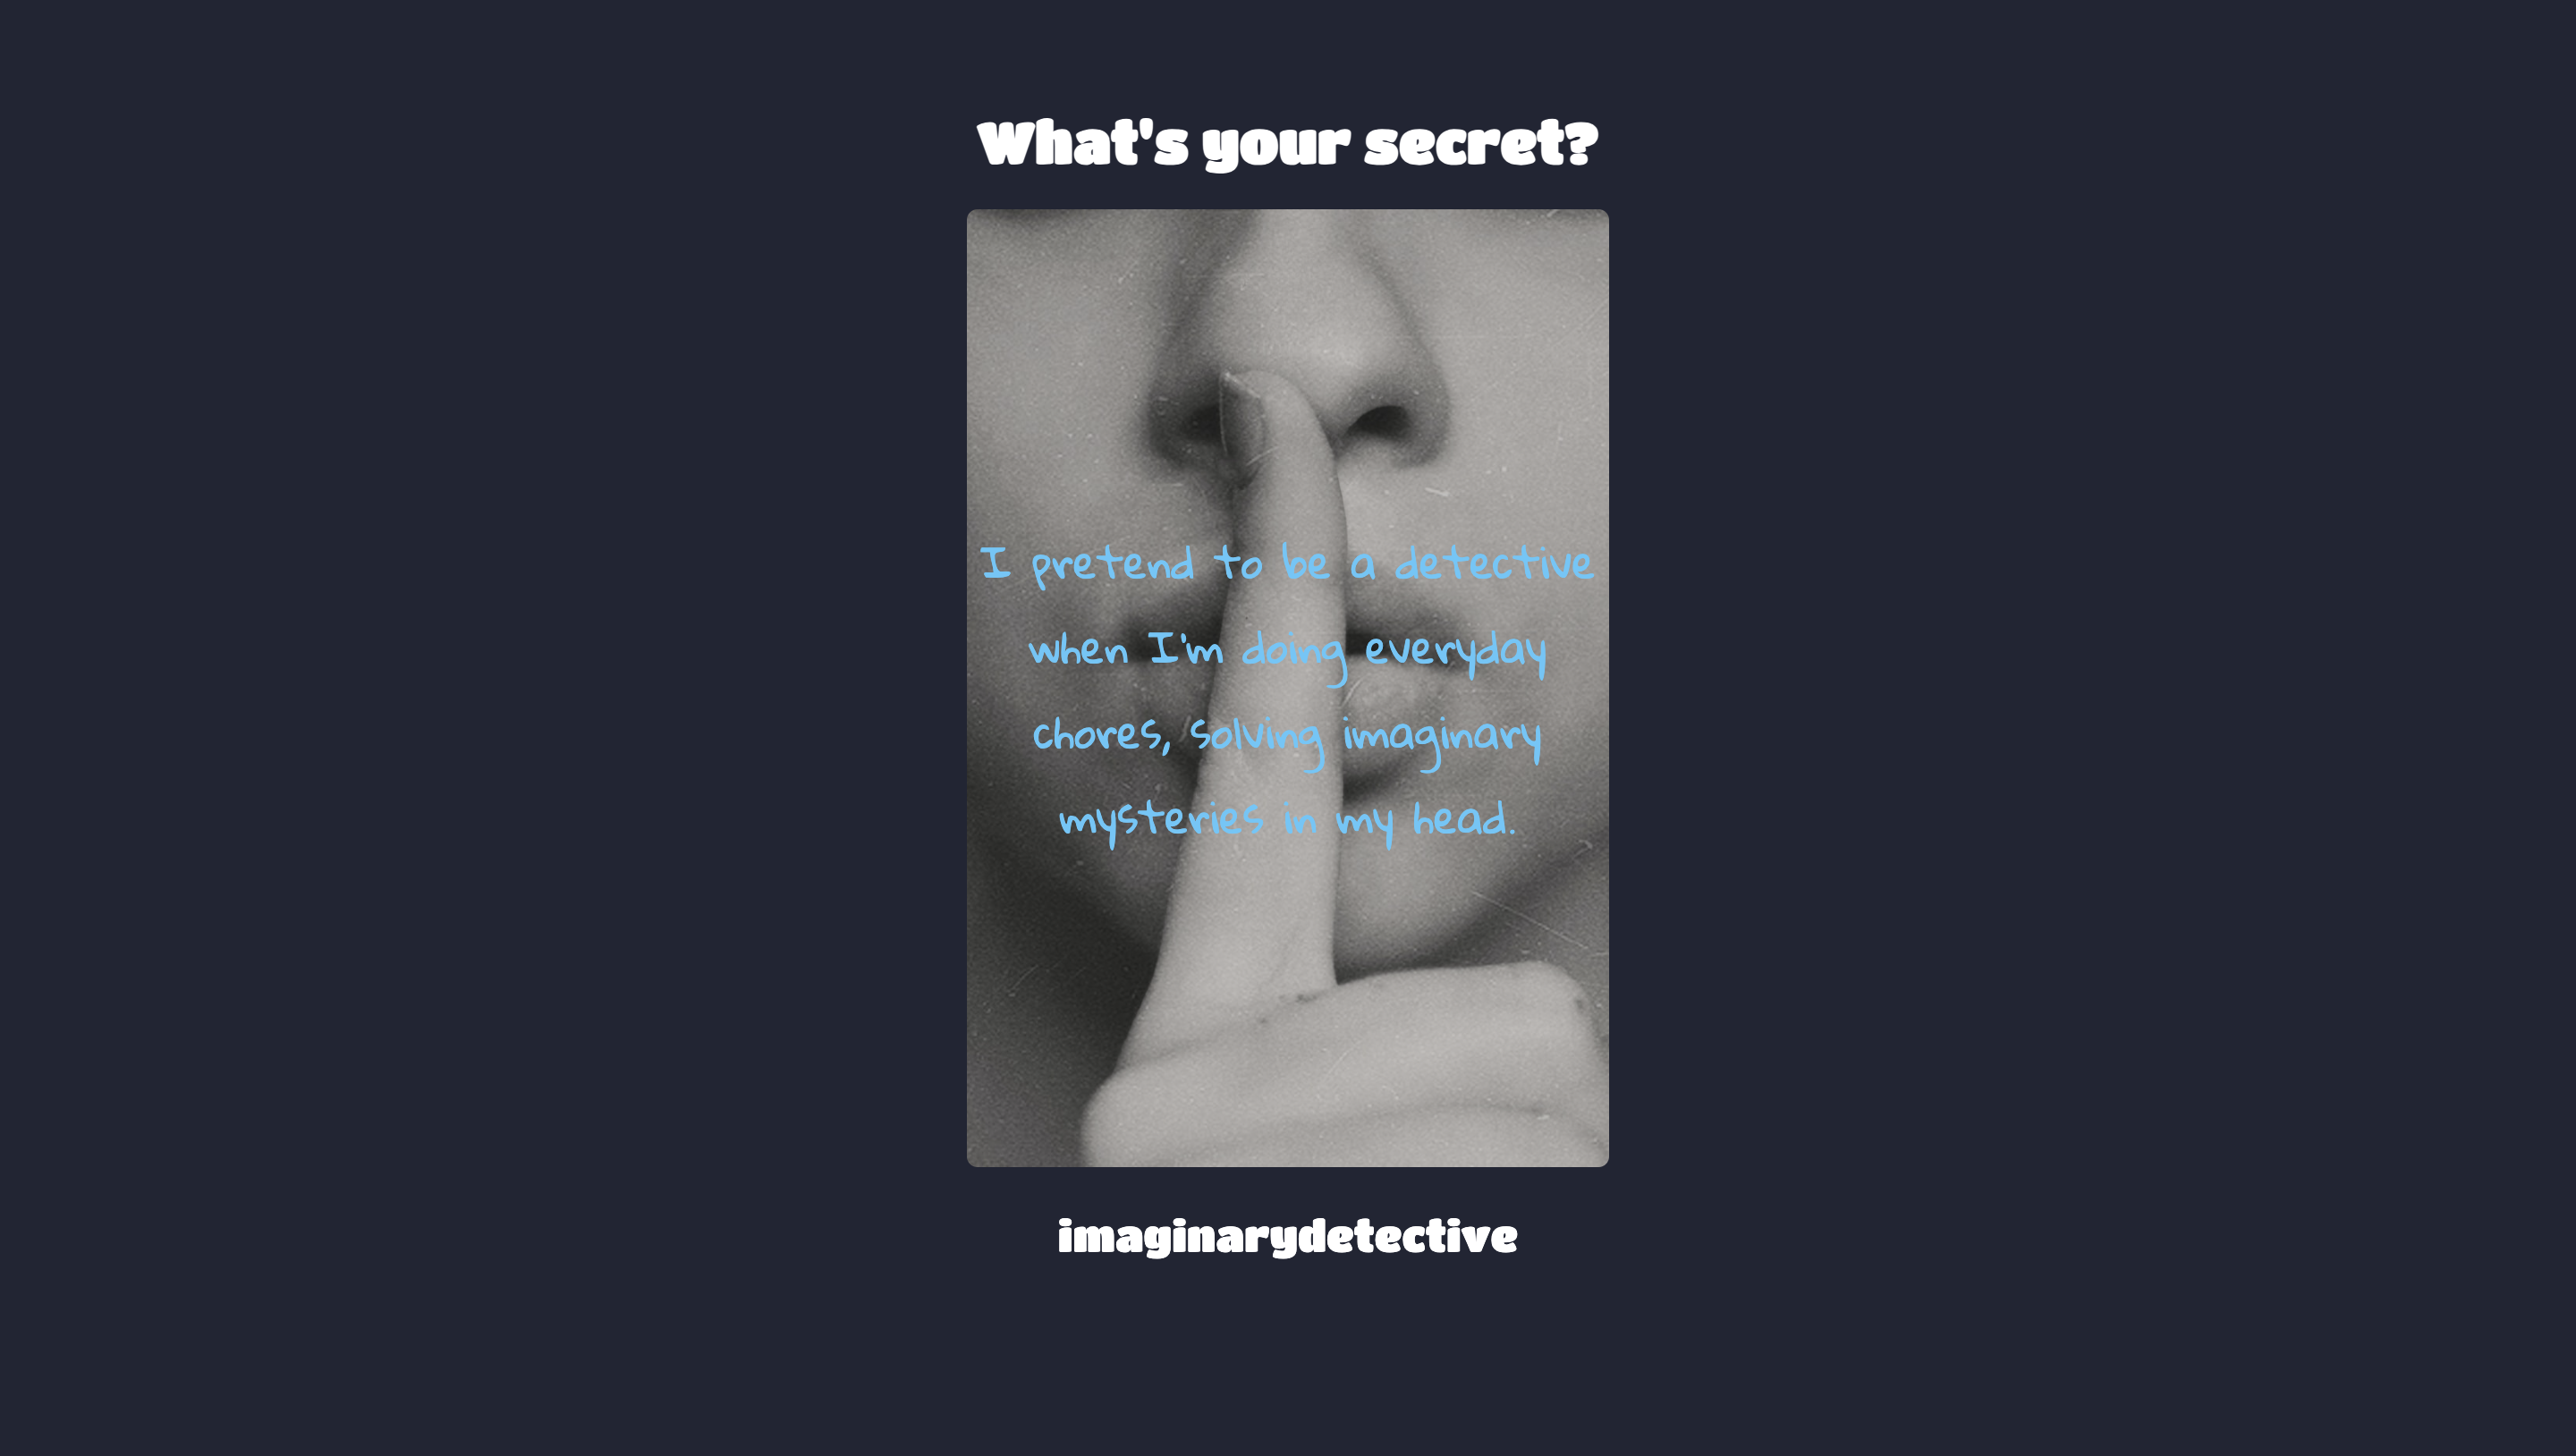 What's your secret?
I pretend to be a detective
when I'm doing everyday
chores, solving imaginary
mysteries in my head.
imaginarydetective